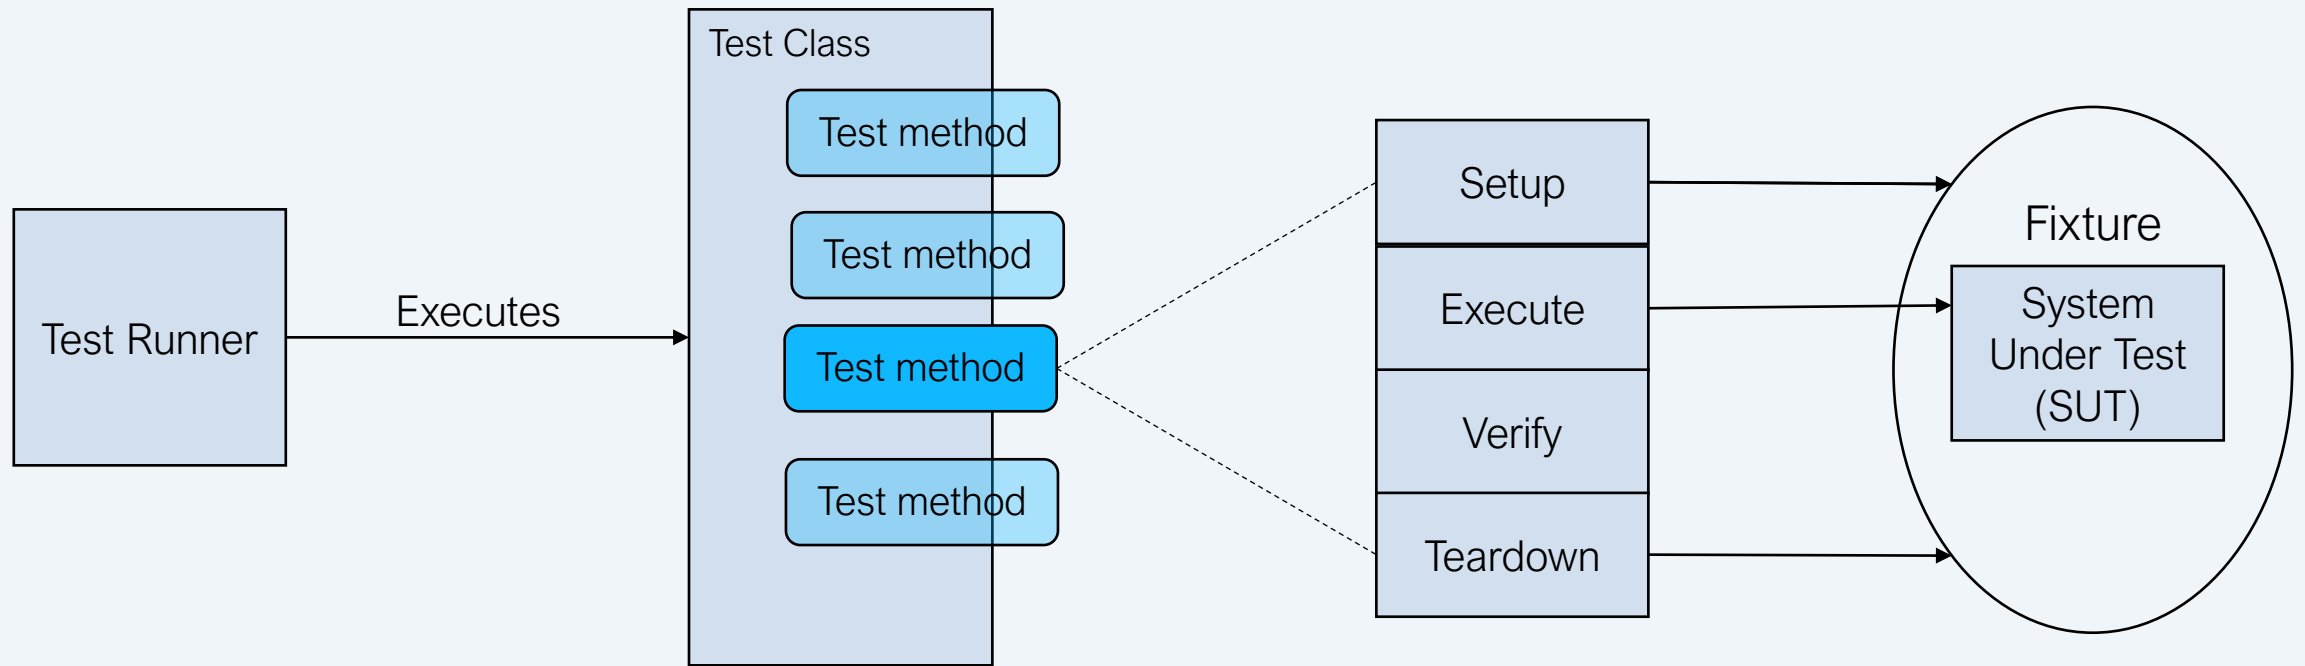 Test Runner
Executes
Test Class
Test method
Test method
Test method
Test method
Setup
Execute
Verify
Teardown
Fixture
System
Under Test
(SUT)